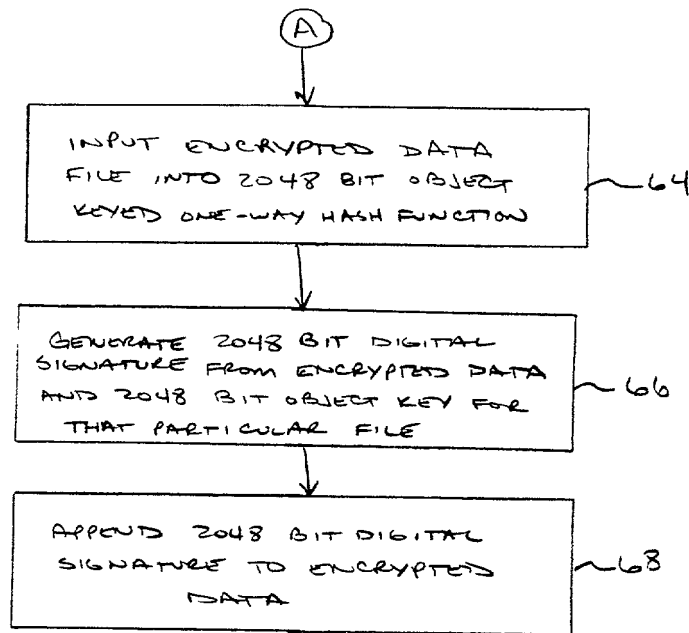 A
INPUT ENCRYPTED DATA
FILE INTO 2048 BIT OBJECT
KEYED ONE-WAY HASH FUNCTION
64
GENERATE 2048 BIT DIGITAL
SIGNATURE FROM ENCRYPTED DATA
AND 2048 BIT OBJECT KEY FOR
THAT PARTICULAR FILE
66
APPEND 2048 BIT DIGITAL
SIGNATURE TO ENCRYPTED
DATA
68